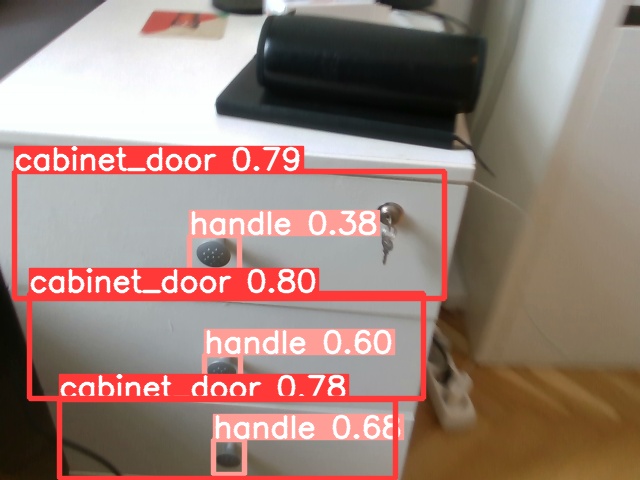 cabinet_door 0.79
handle 0.38
cabinet_door 0.80
handle 0.60
cabinet_door 0.78
handle 0.68